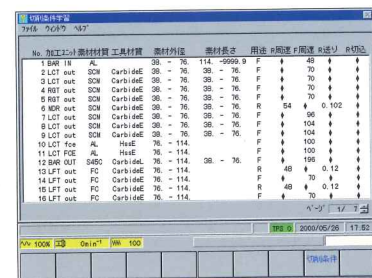 切削条件学習
ファイル ウィンドウ ヘルプ
No. 加工ユニット 素材材質 工具材質 素材外径 素材長さ 用途 R周速 F周速 R送り R切込
1 BAR IN AL 38. - 76. 114. -9999.9 F ♦ 48 ♦ ♦
2 LCT out SCM CarbideE 38. - 76. 38. - 76. F ♦ 70 ♦ ♦
3 LCT out SCM CarbideE 38. - 76. 38. - 76. F ♦ 70 ♦ ♦
4 RGT out SCM CarbideE 38. - 76. 38. - 76. F ♦ 70 ♦ ♦
5 RGT out SCM CarbideE 38. - 76. 38. - 76. F ♦ 70 ♦ ♦
6 MDR out SCM CarbideE 38. - 76. 38. - 76. R 54 ♦ 0.102
7 LCT out SCM CarbideE 38. - 76. 38. - 76. F ♦ 96 ♦ ♦
8 LCT out SCM CarbideE 38. - 76. 38. - 76. F ♦ 104 ♦ ♦
9 LCT out SCM CarbideE 38. - 76. 38. - 76. F ♦ 104 ♦ ♦
10 LCT fce AL HssE 76. - 114. F ♦ 100 ♦ ♦
11 LCT FCE AL HssE 76. - 114. F ♦ 100 ♦ ♦
12 BAR OUT S45C CarbideL 76. - 114. 38. - 76. F ♦ 196 ♦ ♦
13 LFT out FC CarbideE 76. - 114. R 48 ♦ 0.12
14 LFT out FC CarbideE 76. - 114. F ♦ 70 ♦ ♦
15 LFT out FC CarbideE 76. - 114. R 48 ♦ 0.12
16 LFT out FC CarbideE 76. - 114. F ♦ 70 ♦ ♦
ページ 1/ 7
TPS 0 2000/05/26 17:52
100% 0min⁻¹ 100
切削条件